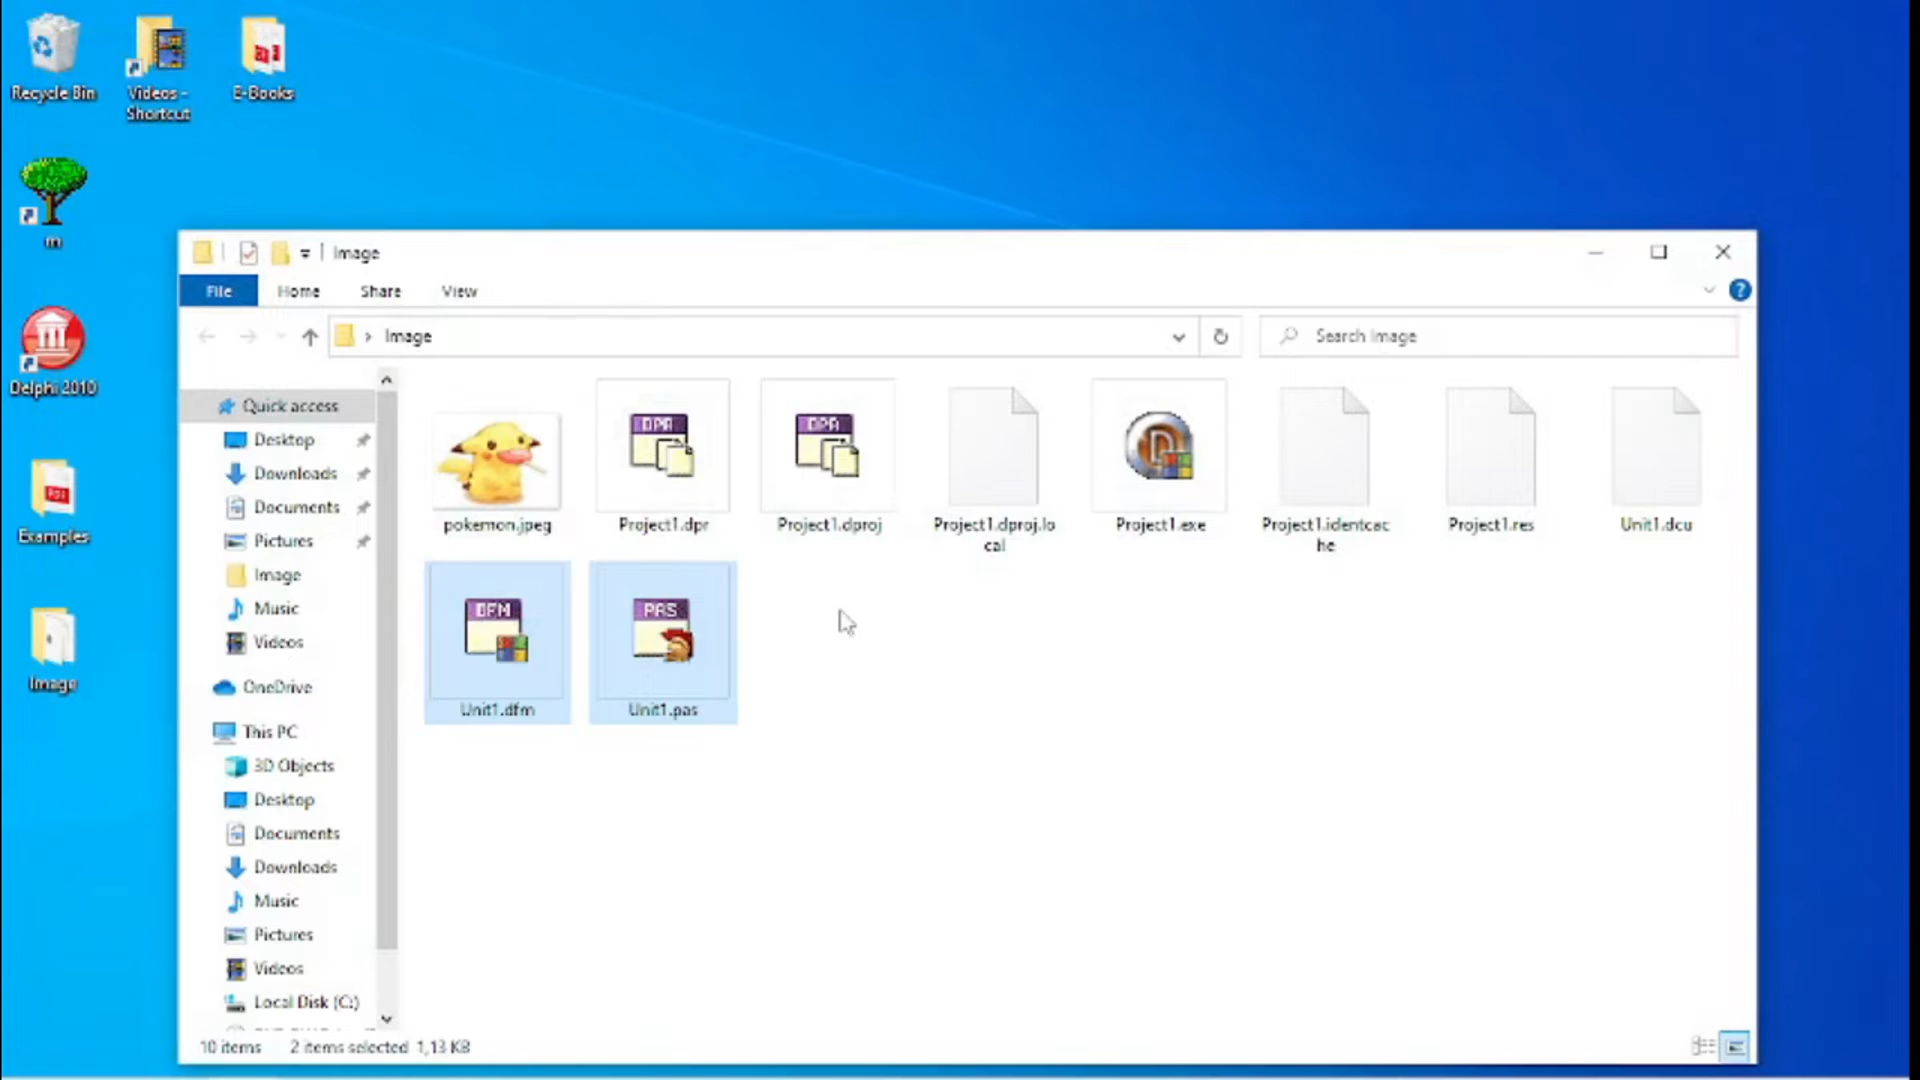 Recycle Bin
Videos -
Shortcut
E-Books
m
Delphi 2010
PDF
Examples
Image
Image
File
Home
Share
View
Image
Search Image
Quick access
Desktop
Downloads
Documents
Pictures
Image
Music
Videos
OneDrive
This PC
3D Objects
Desktop
Documents
Downloads
Music
Pictures
Videos
Local Disk (C:)
pokemon.jpeg
DPR
Project1.dpr
DPR
Project1.dproj
Project1.dproj.lo
cal
Project1.exe
Project1.identcac
he
Project1.res
Unit1.dcu
DFM
Unit1.dfm
PAS
Unit1.pas
10 items
2 items selected 1,13 KB